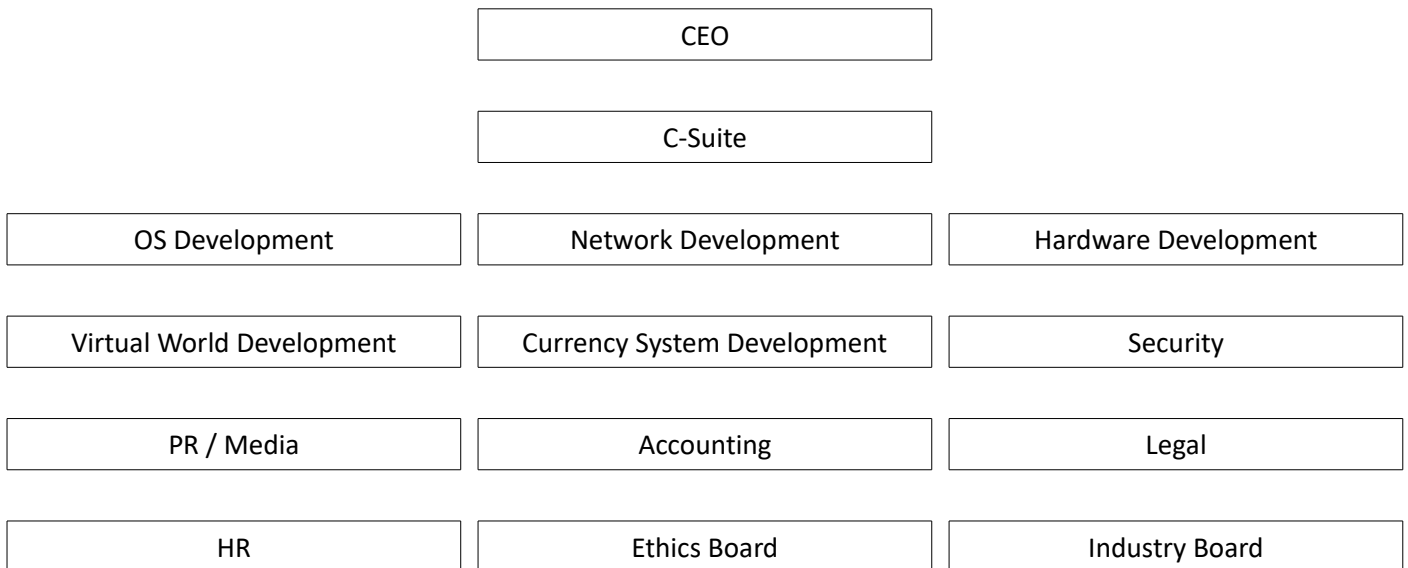 CEO
C-Suite
OS Development
Network Development
Hardware Development
Virtual World Development
Currency System Development
Security
PR / Media
Accounting
Legal
HR
Ethics Board
Industry Board